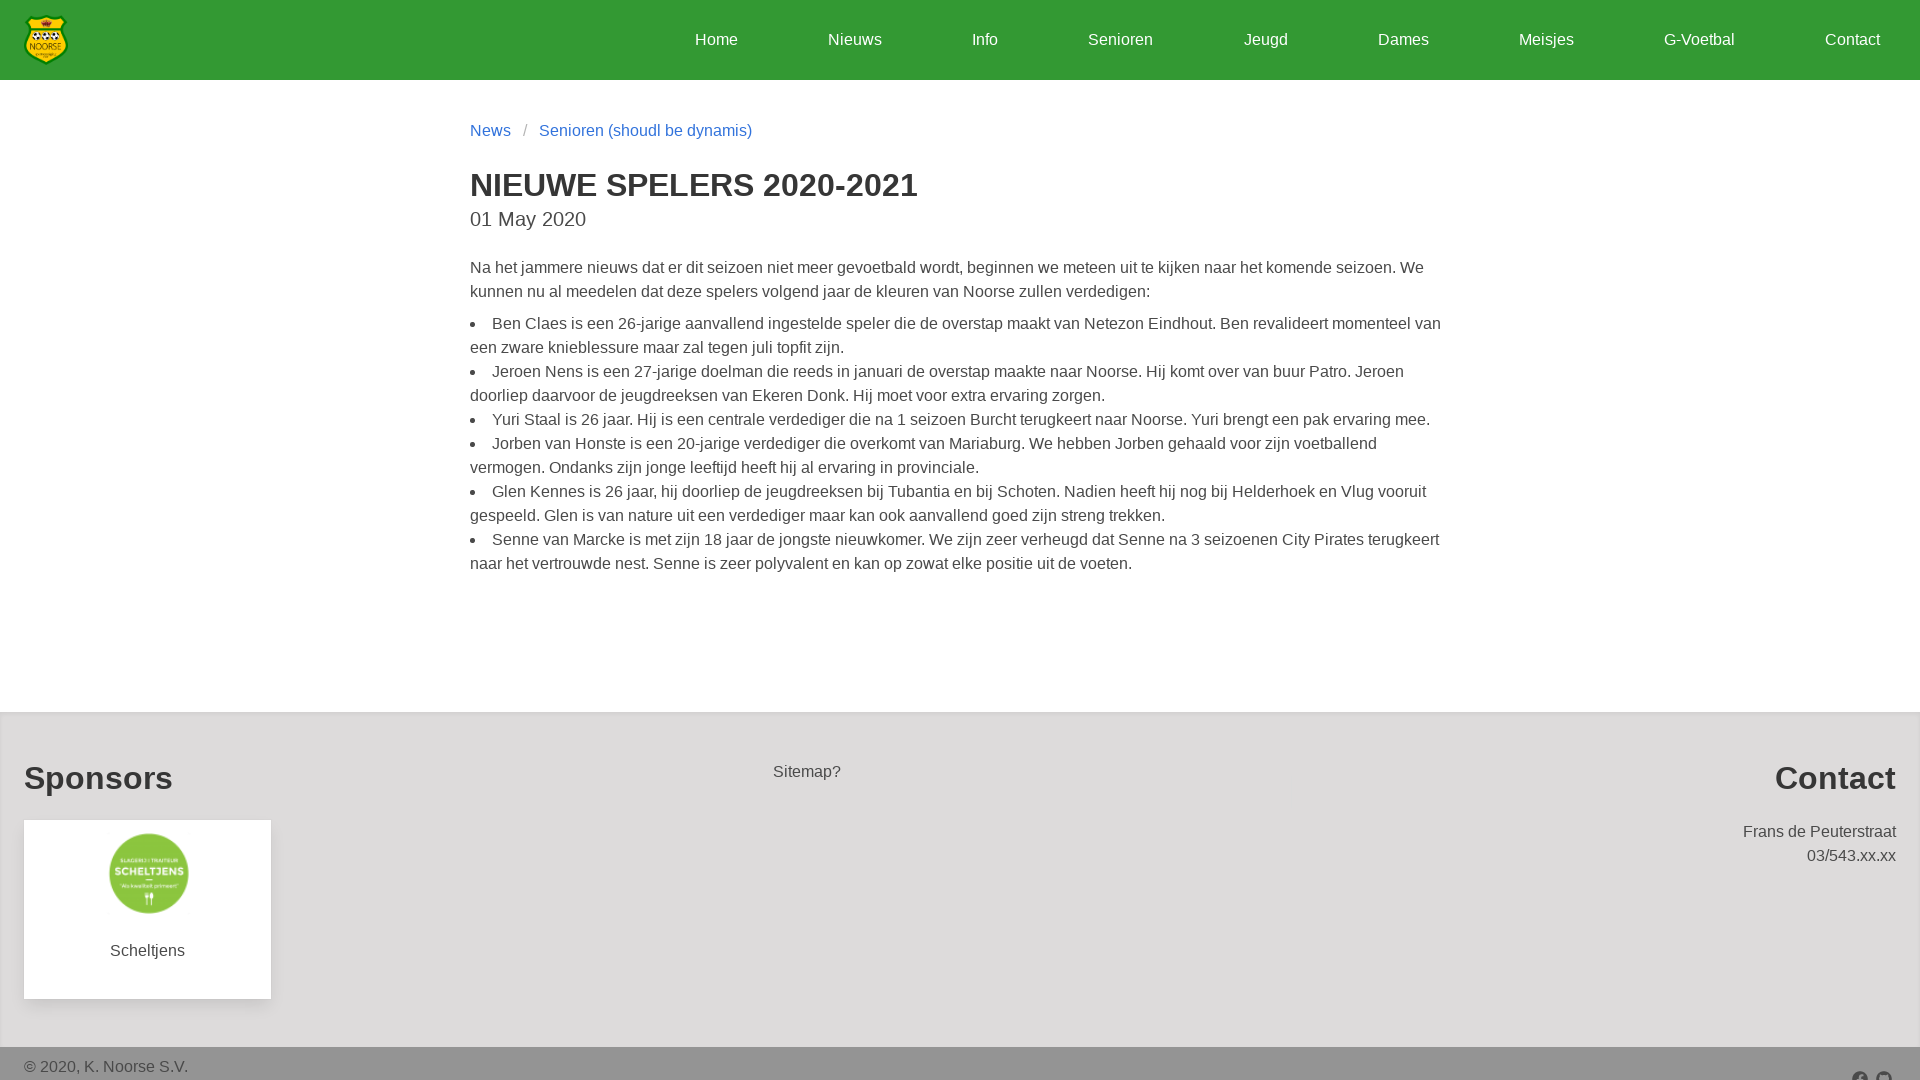 NOORSE
Home
Nieuws
Info
Senioren
Jeugd
Dames
Meisjes
G-Voetbal
Contact
News / Senioren (shoudl be dynamis)
NIEUWE SPELERS 2020-2021
01 May 2020
Na het jammere nieuws dat er dit seizoen niet meer gevoetbald wordt, beginnen we meteen uit te kijken naar het komende seizoen. We
kunnen nu al meedelen dat deze spelers volgend jaar de kleuren van Noorse zullen verdedigen:
• Ben Claes is een 26-jarige aanvallend ingestelde speler die de overstap maakt van Netezon Eindhout. Ben revalideert momenteel van
een zware knieblessure maar zal tegen juli topfit zijn.
• Jeroen Nens is een 27-jarige doelman die reeds in januari de overstap maakte naar Noorse. Hij komt over van buur Patro. Jeroen
doorliep daarvoor de jeugdreeksen van Ekeren Donk. Hij moet voor extra ervaring zorgen.
• Yuri Staal is 26 jaar. Hij is een centrale verdediger die na 1 seizoen Burcht terugkeert naar Noorse. Yuri brengt een pak ervaring mee.
• Jorben van Honste is een 20-jarige verdediger die overkomt van Mariaburg. We hebben Jorben gehaald voor zijn voetballend
vermogen. Ondanks zijn jonge leeftijd heeft hij al ervaring in provinciale.
• Glen Kennes is 26 jaar, hij doorliep de jeugdreeksen bij Tubantia en bij Schoten. Nadien heeft hij nog bij Helderhoek en Vlug vooruit
gespeeld. Glen is van nature uit een verdediger maar kan ook aanvallend goed zijn streng trekken.
• Senne van Marcke is met zijn 18 jaar de jongste nieuwkomer. We zijn zeer verheugd dat Senne na 3 seizoenen City Pirates terugkeert
naar het vertrouwde nest. Senne is zeer polyvalent en kan op zowat elke positie uit de voeten.
Sponsors
SCHELTJENS
Scheltjens
Sitemap?
Contact
Frans de Peuterstraat
03/543.xx.xx
© 2020, K. Noorse S.V.